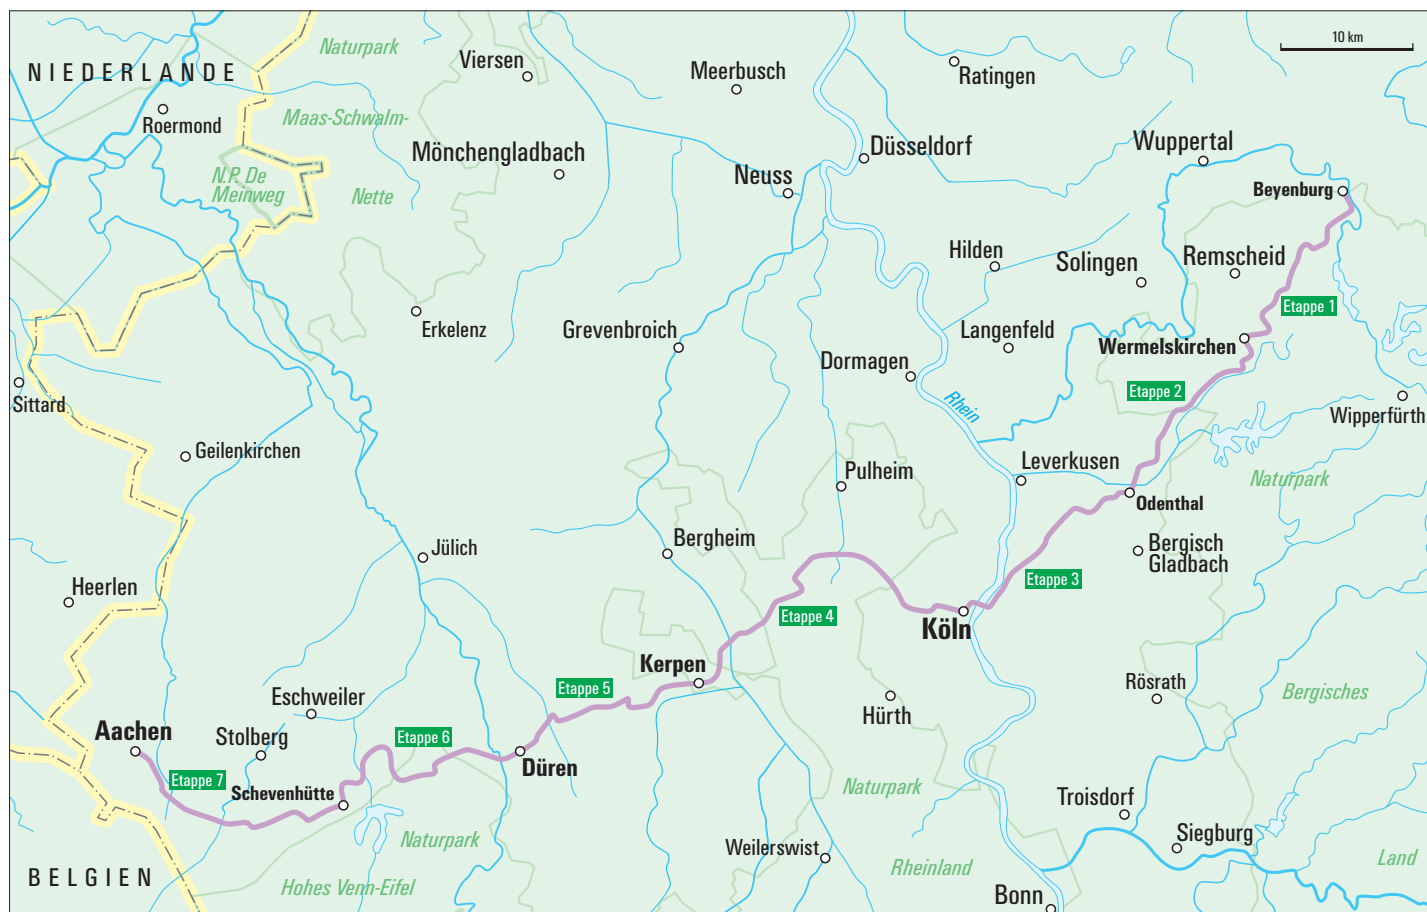 10 km
NIEDERLANDE
Naturpark
Viersen
Meerbusch
Ratingen
Roermond
Maas-Schwalm-
Mönchengladbach
Düsseldorf
Wuppertal
N.P. De
Meinweg
Nette
Neuss
Beyenburg
Hilden
Solingen
Remscheid
Etappe 1
Erkelenz
Grevenbroich
Langenfeld
Wermelskirchen
Dormagen
Etappe 2
Sittard
Rhein
Wipperfürth
Geilenkirchen
Pulheim
Leverkusen
Naturpark
Odenthal
Jülich
Bergheim
Bergisch
Gladbach
Heerlen
Etappe 3
Etappe 4
Köln
Kerpen
Etappe 5
Eschweiler
Hürth
Rösrath
Bergisches
Aachen
Stolberg
Etappe 6
Düren
Etappe 7
Schevenhütte
Naturpark
Troisdorf
Naturpark
Siegburg
Weilerswist
Rheinland
Land
BELGIEN
Hohes Venn-Eifel
Bonn